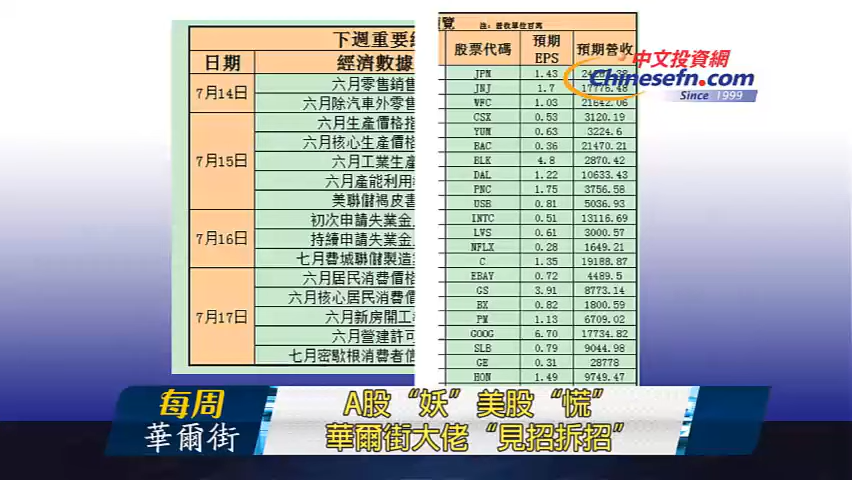 下週重要
日期
經濟數據
7月14日
六月零售銷售
六月除汽車外零售
7月15日
六月生產價格指
六月核心生產價格
六月工業生產
六月產能利用
美聯儲褐皮書
7月16日
初次申請失業金
持續申請失業金
七月費城聯儲製造
7月17日
六月居民消費價格
六月核心居民消費價
六月新房開工
六月營建許可
七月密歇根消費者信
覽 注：營收單位百萬
股票代碼 預期EPS 預期營收
JPM 1.43
JNJ 1.7 17776.48
WFC 1.03 21642.06
CSX 0.53 3120.19
YUM 0.63 3224.6
BAC 0.36 21470.21
BLK 4.8 2870.42
DAL 1.22 10633.43
PNC 1.75 3756.58
USB 0.81 5036.93
INTC 0.51 13116.69
LVS 0.61 3000.57
NFLX 0.28 1649.21
C 1.35 19188.87
EBAY 0.72 4489.5
GS 3.91 8773.14
BX 0.82 1800.59
PM 1.13 6709.02
GOOG 6.70 17734.82
SLB 0.79 9044.98
GE 0.31 28778
HON 1.49 9749.47
中文投資網
Chinesefn.com
Since 1999
每周
華爾街
A股“妖”美股“慌”
華爾街大佬“見招拆招”